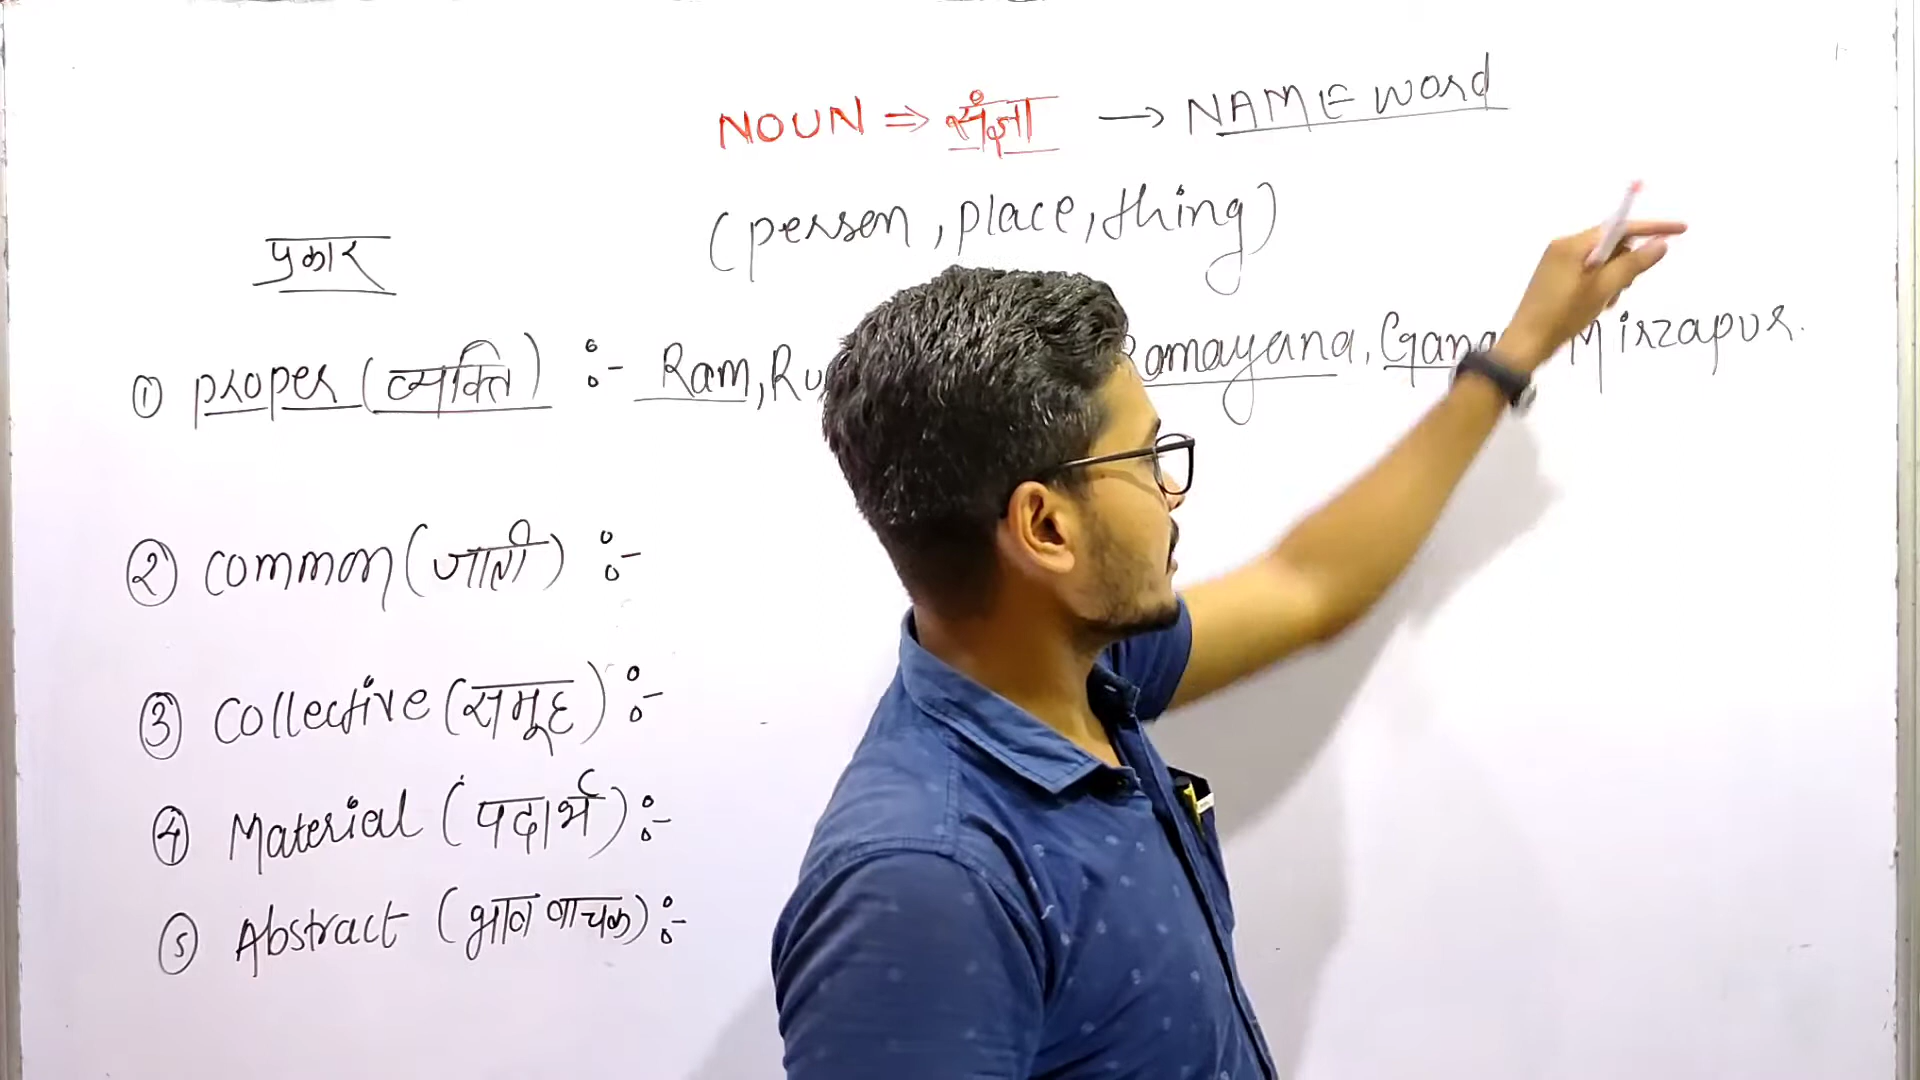 NOUN ⇒ संज्ञा → NAME word
(person, place, thing)
प्रकार
① proper (व्यक्ति) :- Ram, Ramayana, Mirzapur.
② common (जाती) :-
③ collective (समूह) :-
④ Material (पदार्थ) :-
⑤ Abstract (भाव वाचक) :-